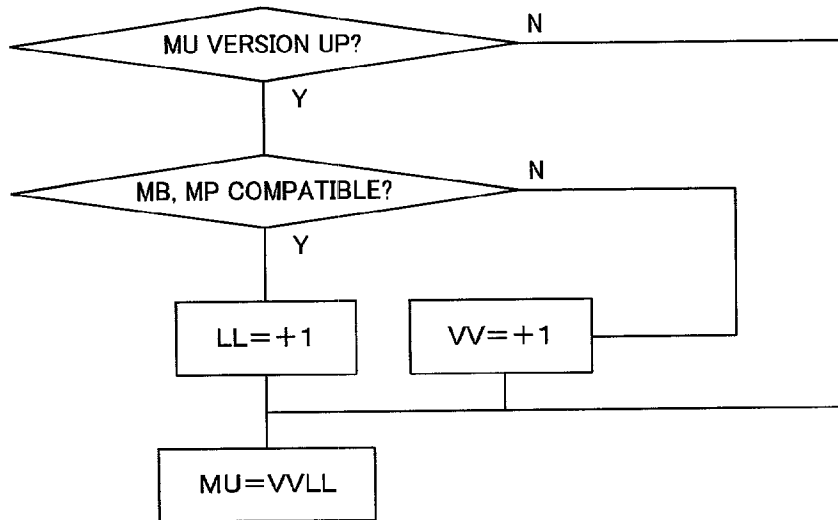 MU VERSION UP?
N
Y
MB, MP COMPATIBLE?
N
Y
LL=+1
VV=+1
MU=VVLL